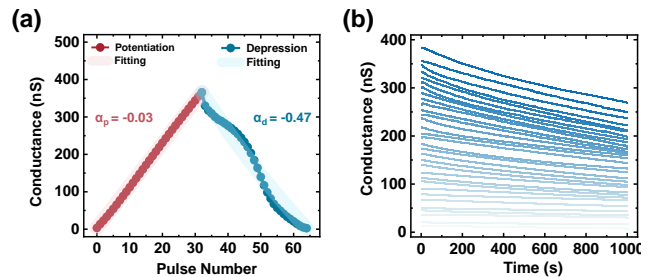 (a)
500
400
300
200
100
0
Conductance (nS)
Potentiation
Fitting
Depression
Fitting
αp = -0.03
αd = -0.47
0 10 20 30 40 50 60
Pulse Number
(b)
400
300
200
100
0
Conductance (nS)
0 200 400 600 800 1000
Time (s)